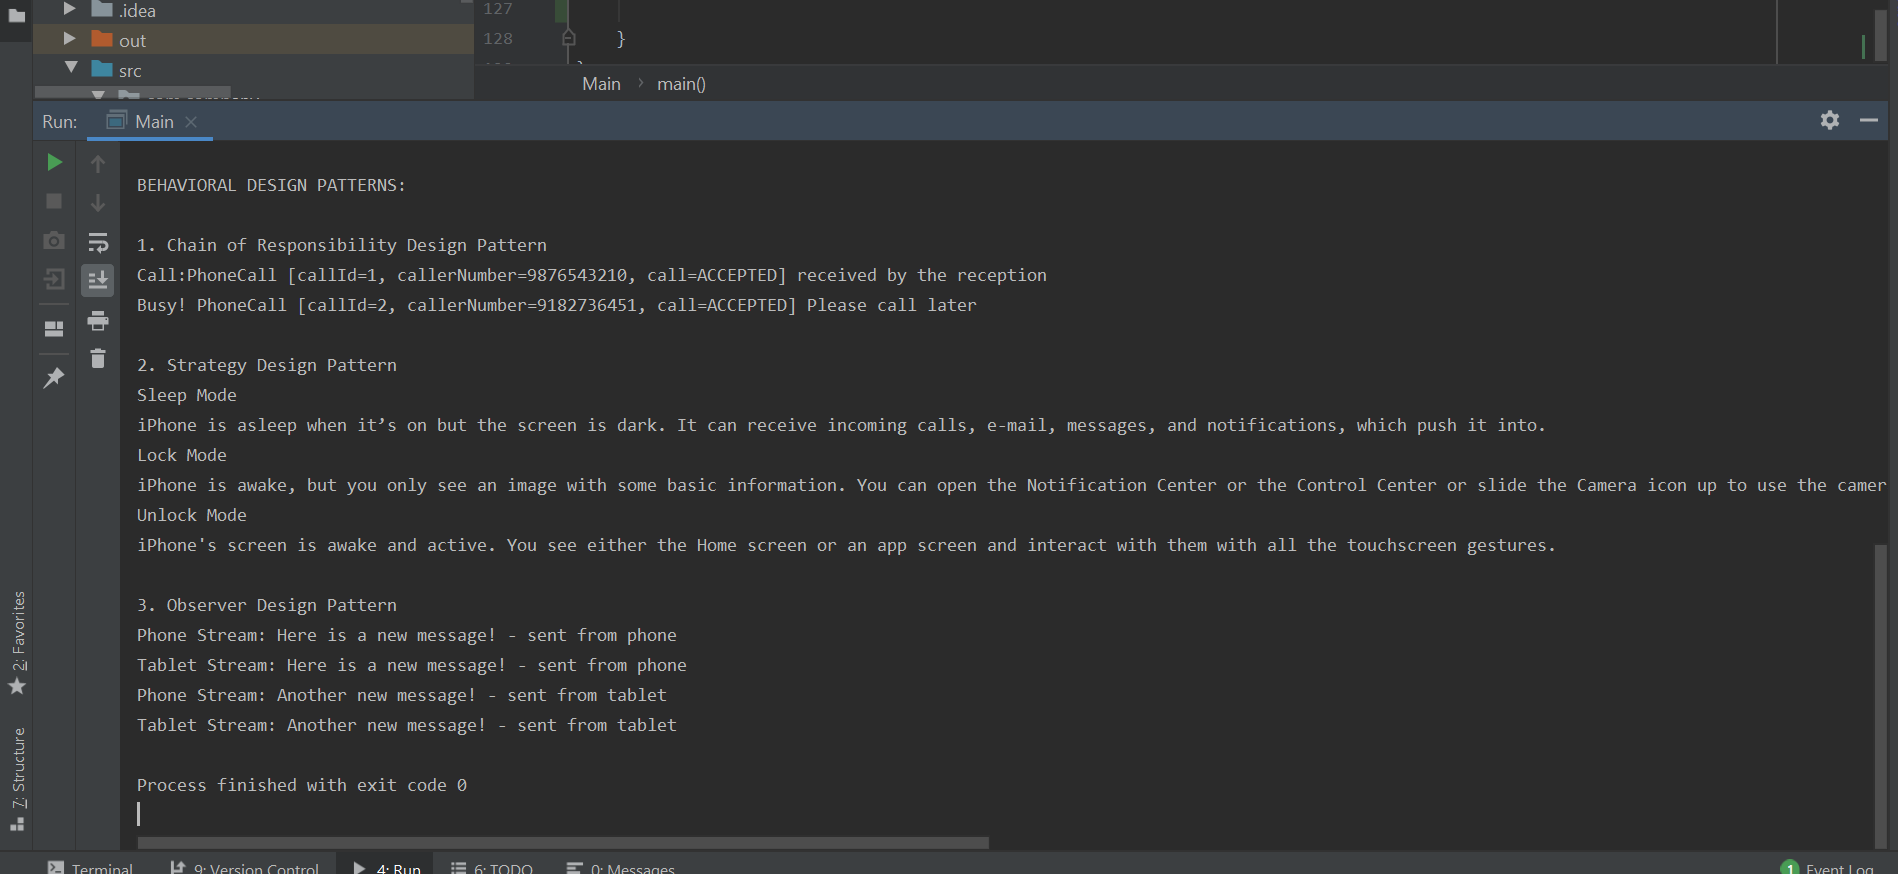 .idea
out
src
127
128
}
Main > main()
Run: Main
BEHAVIORAL DESIGN PATTERNS:
1. Chain of Responsibility Design Pattern
Call:PhoneCall [callId=1, callerNumber=9876543210, call=ACCEPTED] received by the reception
Busy! PhoneCall [callId=2, callerNumber=9182736451, call=ACCEPTED] Please call later
2. Strategy Design Pattern
Sleep Mode
iPhone is asleep when it’s on but the screen is dark. It can receive incoming calls, e-mail, messages, and notifications, which push it into.
Lock Mode
iPhone is awake, but you only see an image with some basic information. You can open the Notification Center or the Control Center or slide the Camera icon up to use the camer
Unlock Mode
iPhone's screen is awake and active. You see either the Home screen or an app screen and interact with them with all the touchscreen gestures.
3. Observer Design Pattern
Phone Stream: Here is a new message! - sent from phone
Tablet Stream: Here is a new message! - sent from phone
Phone Stream: Another new message! - sent from tablet
Tablet Stream: Another new message! - sent from tablet
Process finished with exit code 0
2: Favorites
7: Structure
Terminal
9: Version Control
4: Run
6: TODO
0: Messages
1 Event Log